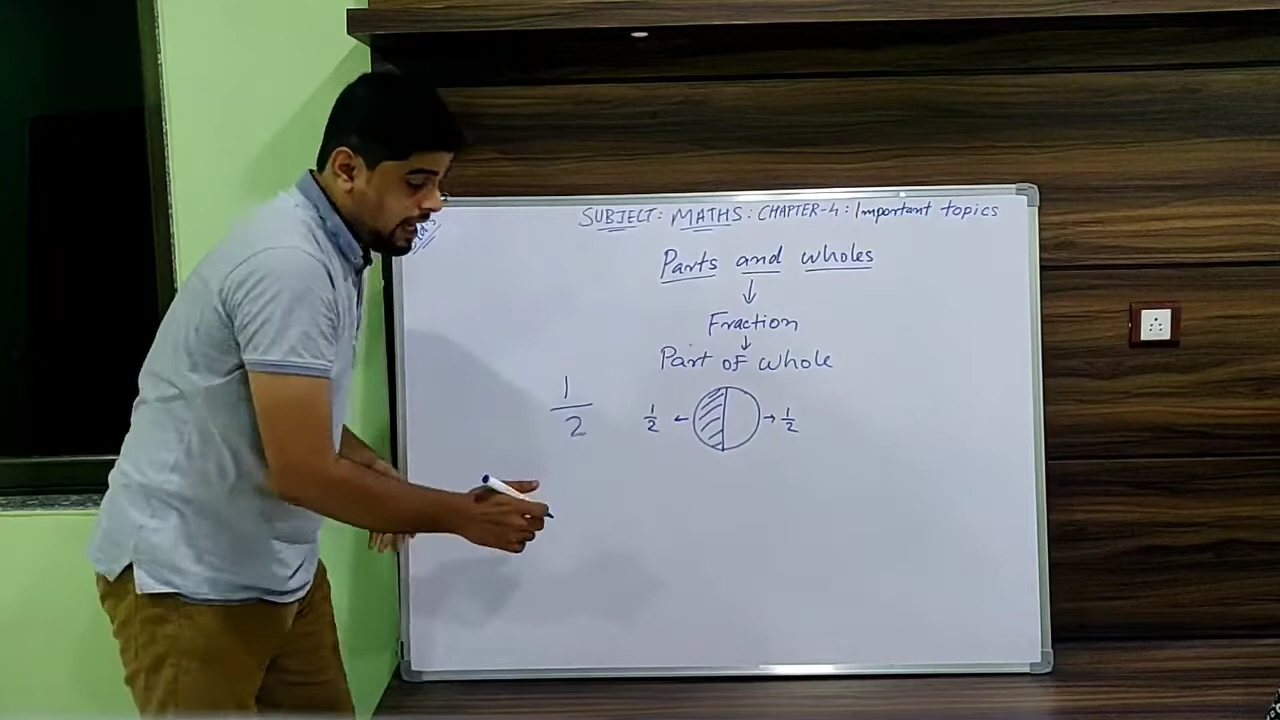 SUBJECT: MATHS: CHAPTER-4: Important topics
Parts and wholes
↓
Fraction
↓
Part of whole
1/2
1/2 ← → 1/2